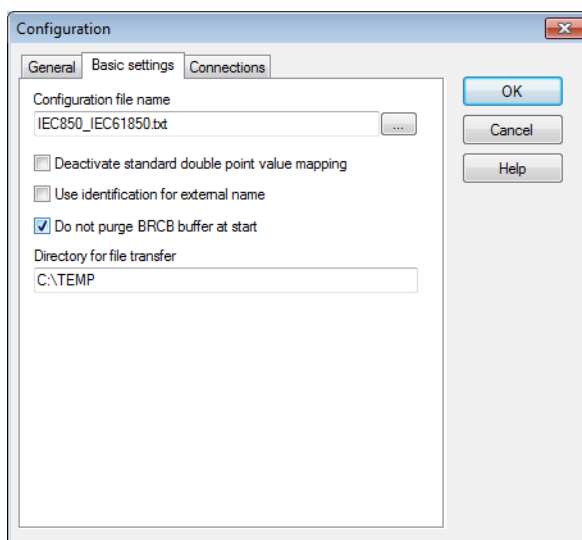 Configuration
General Basic settings Connections
Configuration file name
IEC850_IEC61850.txt ...
Deactivate standard double point value mapping
Use identification for external name
Do not purge BRCB buffer at start
Directory for file transfer
C:\TEMP
OK
Cancel
Help